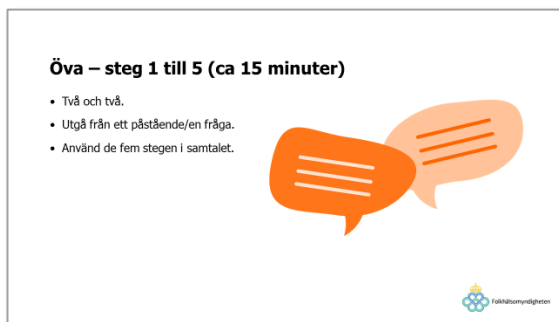 Öva – steg 1 till 5 (ca 15 minuter)
• Två och två.
• Utgå från ett påstående/en fråga.
• Använd de fem stegen i samtalet.
Folkhälsomyndigheten